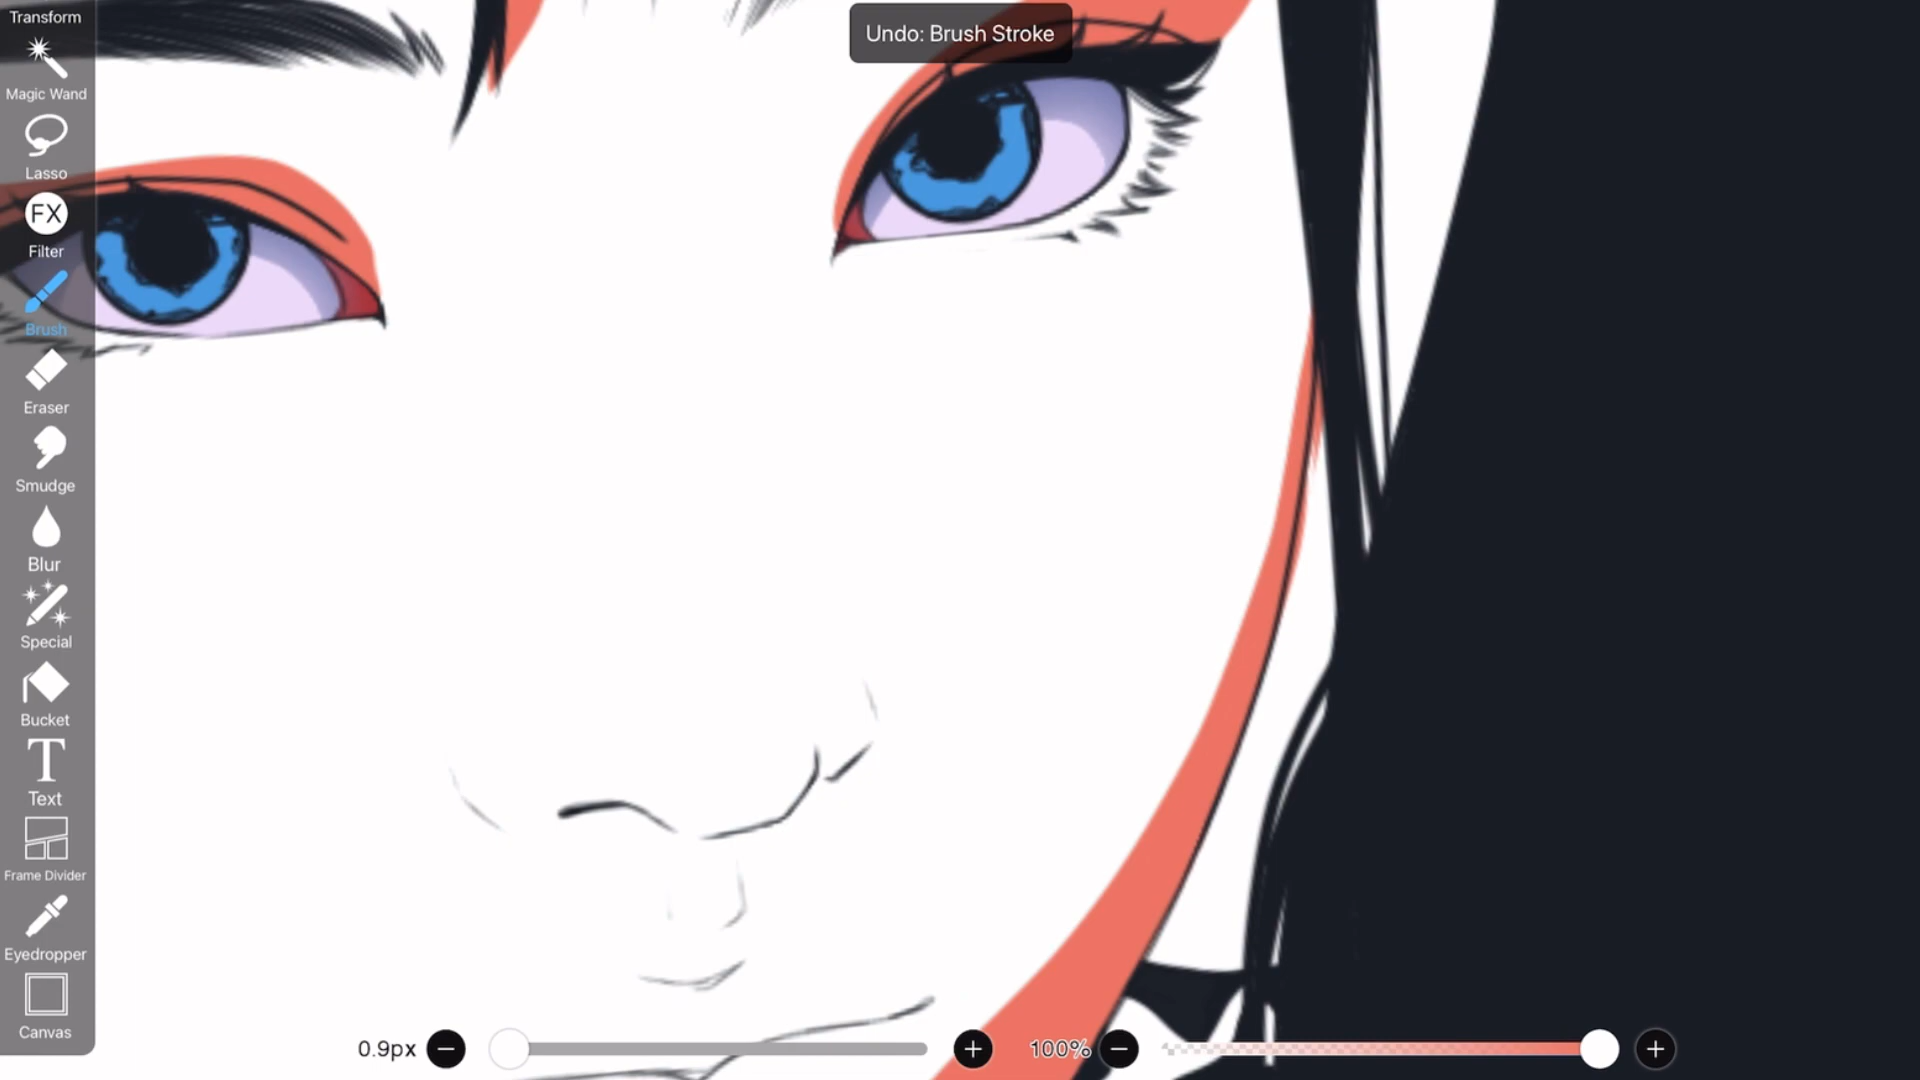 Transform
Undo: Brush Stroke
Magic Wand
Lasso
FX
Filter
Brush
Eraser
Smudge
Blur
Special
Bucket
T
Text
Frame Divider
Eyedropper
Canvas
0.9px
100%